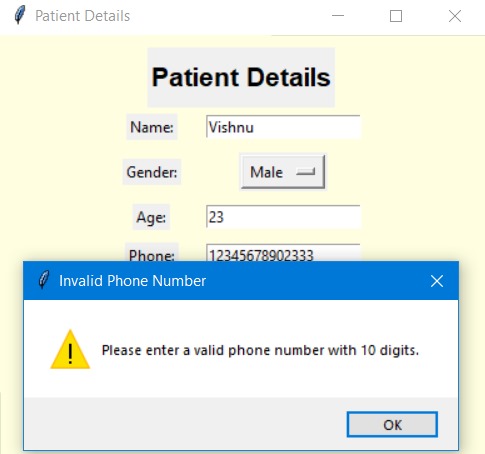 Patient Details
Patient Details
Name: Vishnu
Gender: Male
Age: 23
Phone: 12345678902333
Invalid Phone Number
Please enter a valid phone number with 10 digits.
OK